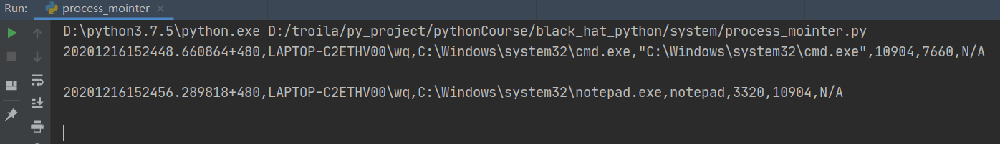 Run: process_mointer
D:\python3.7.5\python.exe D:/troila/py_project/pythonCourse/black_hat_python/system/process_mointer.py
20201216152448.660864+480,LAPTOP-C2ETHV00\wq,C:\Windows\system32\cmd.exe,"C:\Windows\system32\cmd.exe",10904,7660,N/A
20201216152456.289818+480,LAPTOP-C2ETHV00\wq,C:\Windows\system32\notepad.exe,notepad,3320,10904,N/A